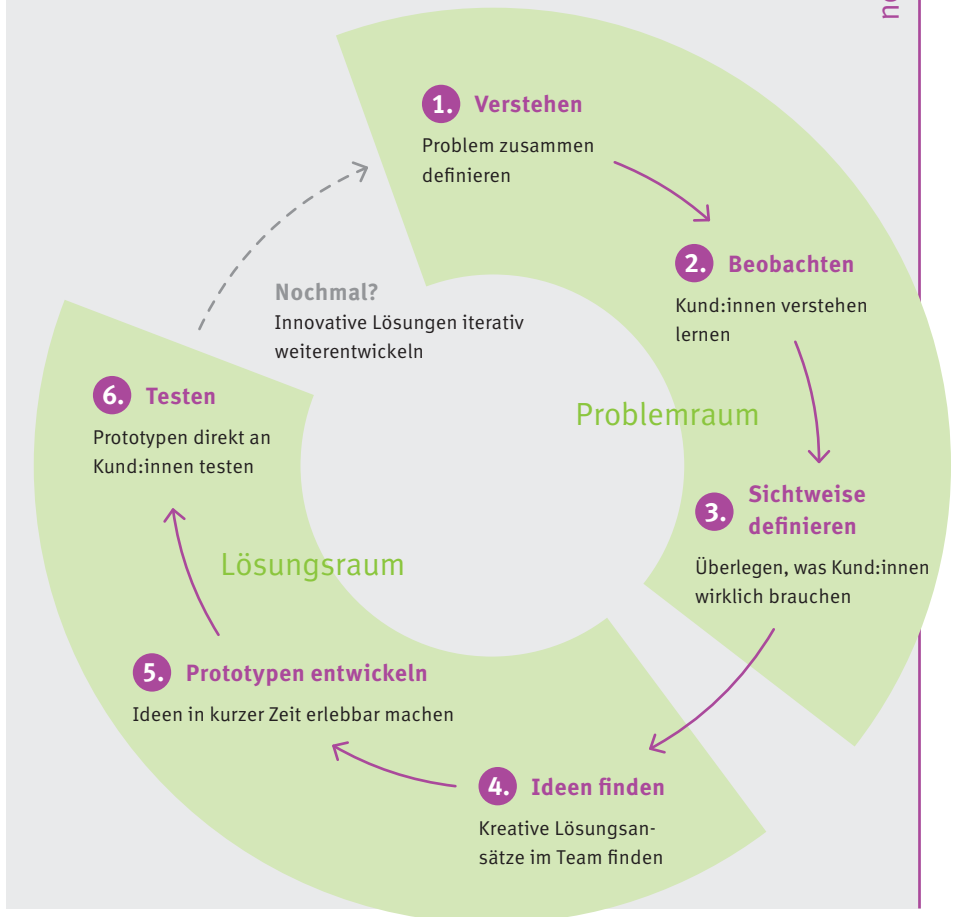 1. Verstehen
Problem zusammen
definieren
2. Beobachten
Kund:innen verstehen
lernen
Problemraum
3. Sichtweise
definieren
Überlegen, was Kund:innen
wirklich brauchen
4. Ideen finden
Kreative Lösungsan-
sätze im Team finden
5. Prototypen entwickeln
Ideen in kurzer Zeit erlebbar machen
Lösungsraum
6. Testen
Prototypen direkt an
Kund:innen testen
Nochmal?
Innovative Lösungen iterativ
weiterentwickeln